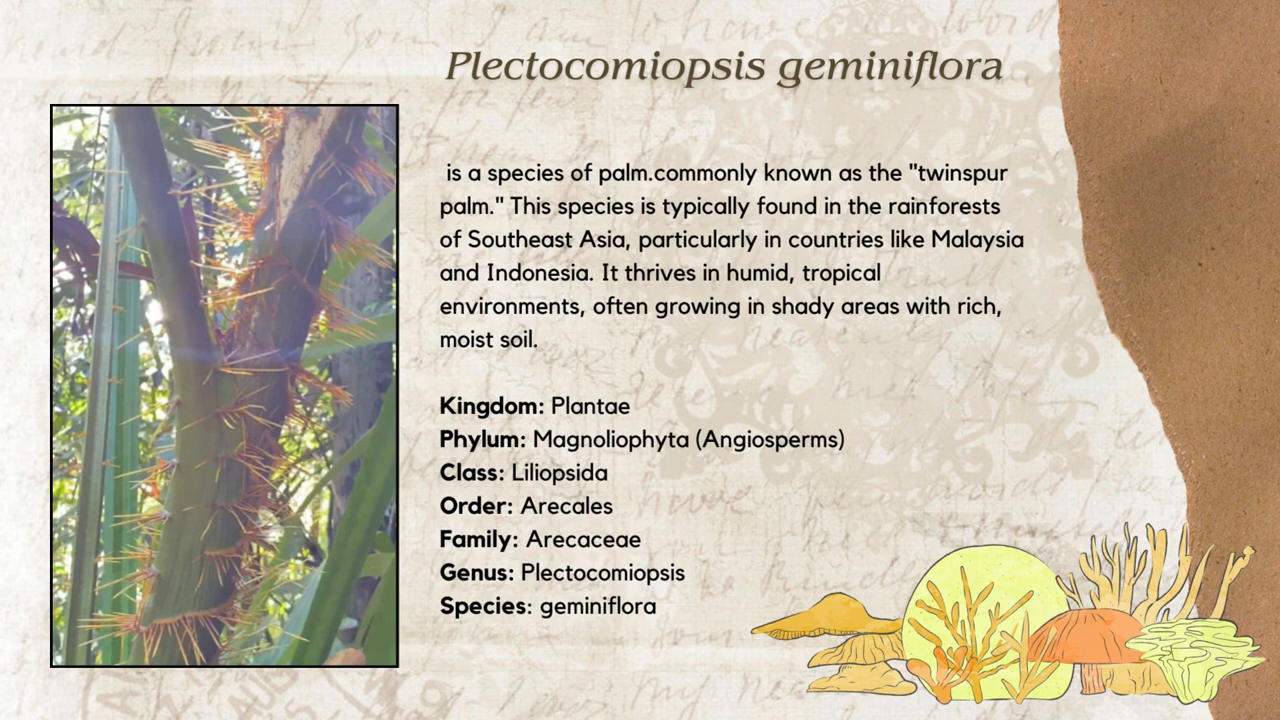 Plectocomiopsis geminiflora
is a species of palm.commonly known as the "twinspur
palm." This species is typically found in the rainforests
of Southeast Asia, particularly in countries like Malaysia
and Indonesia. It thrives in humid, tropical
environments, often growing in shady areas with rich,
moist soil.
Kingdom: Plantae
Phylum: Magnoliophyta (Angiosperms)
Class: Liliopsida
Order: Arecales
Family: Arecaceae
Genus: Plectocomiopsis
Species: geminiflora